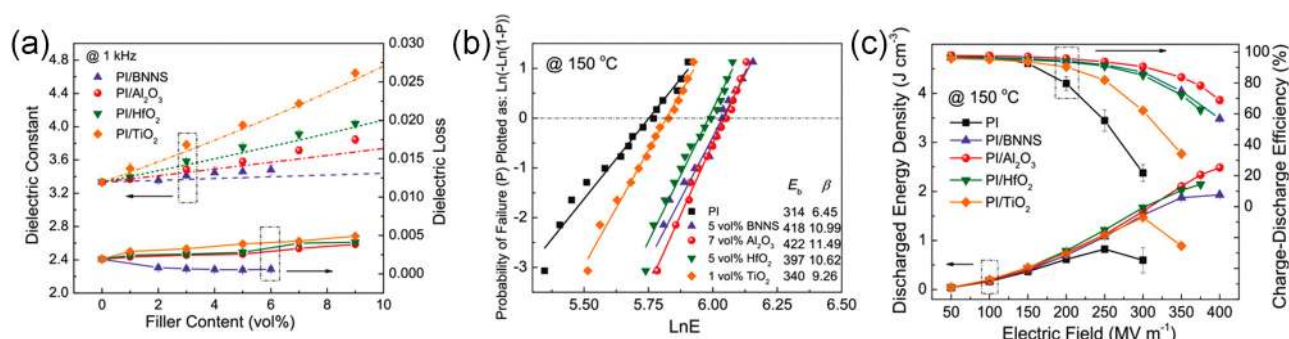 (a)
@ 1 kHz
PI/BNNS
PI/Al₂O₃
PI/HfO₂
PI/TiO₂
Dielectric Constant
4.8
4.4
4.0
3.6
3.2
2.8
2.4
0.030
0.025
0.020
0.015
0.010
0.005
0.000
Dielectric Loss
0 2 4 6 8 10
Filler Content (vol%)
(b)
@ 150 °C
Probability of Failure (P) Plotted as: Ln(-Ln(1-P))
1
0
-1
-2
-3
E_b β
PI 314 6.45
5 vol% BNNS 418 10.99
7 vol% Al₂O₃ 422 11.49
5 vol% HfO₂ 397 10.62
1 vol% TiO₂ 340 9.26
5.50 5.75 6.00 6.25 6.50
LnE
(c)
@ 150 °C
PI
PI/BNNS
PI/Al₂O₃
PI/HfO₂
PI/TiO₂
Discharged Energy Density (J cm⁻³)
4
3
2
1
0
100
75
50
25
0
Charge-Discharge Efficiency (%)
50 100 150 200 250 300 350 400
Electric Field (MV m⁻¹)